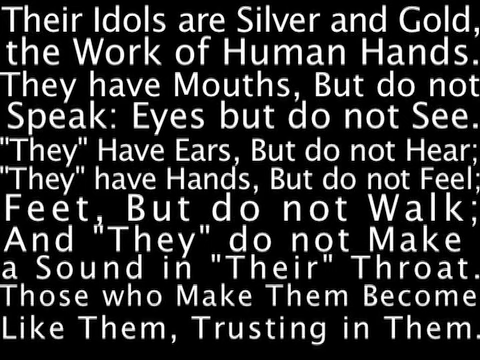 Their Idols are Silver and Gold,
the Work of Human Hands.
They have Mouths, But do not
Speak: Eyes but do not See.
"They" Have Ears, But do not Hear;
"They" have Hands, But do not Feel;
Feet, But do not Walk;
And "They" do not Make
a Sound in "Their" Throat.
Those who Make Them Become
Like Them, Trusting in Them.